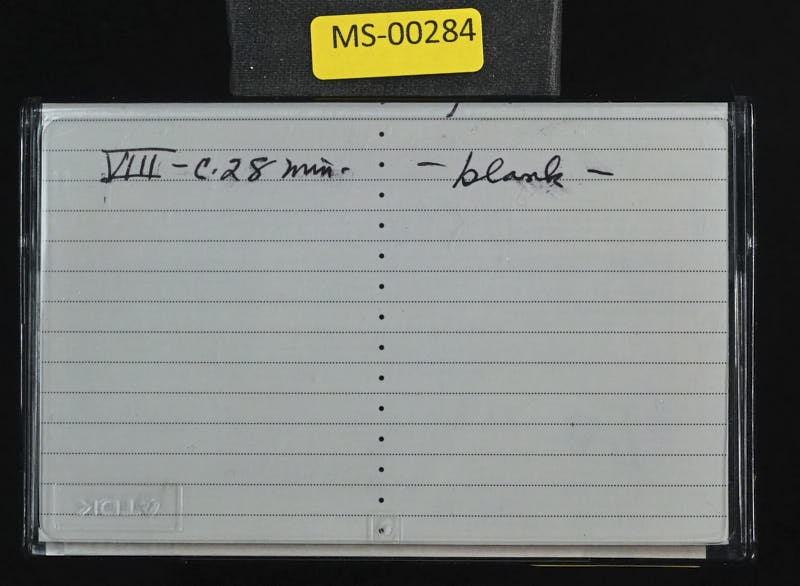 MS-00284
VIII - C. 28 min. - blank -